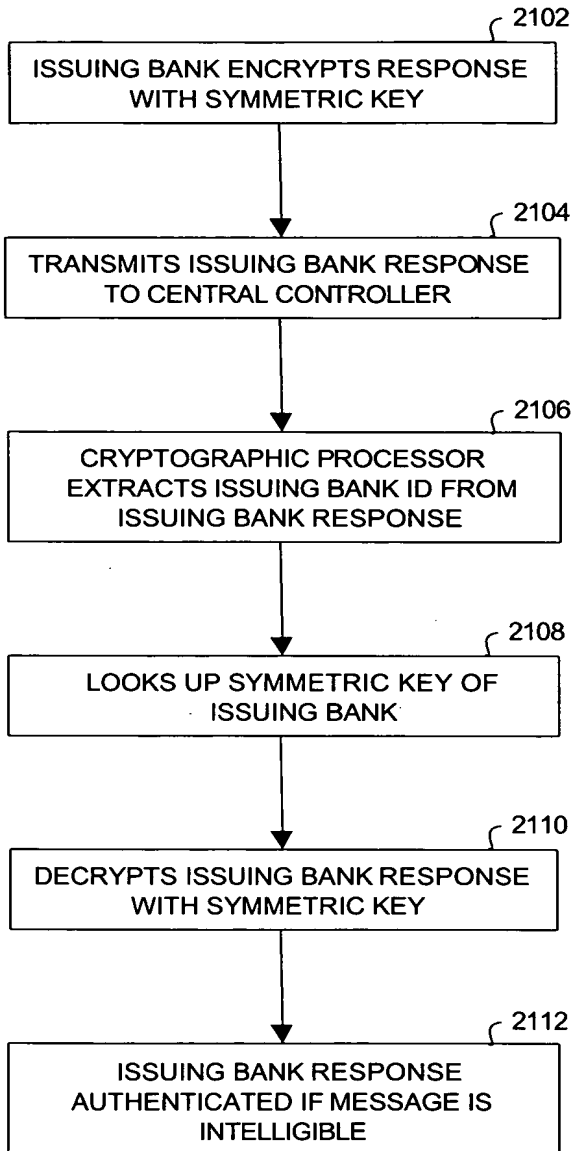 2102
ISSUING BANK ENCRYPTS RESPONSE
WITH SYMMETRIC KEY
2104
TRANSMITS ISSUING BANK RESPONSE
TO CENTRAL CONTROLLER
2106
CRYPTOGRAPHIC PROCESSOR
EXTRACTS ISSUING BANK ID FROM
ISSUING BANK RESPONSE
2108
LOOKS UP SYMMETRIC KEY OF
ISSUING BANK
2110
DECRYPTS ISSUING BANK RESPONSE
WITH SYMMETRIC KEY
2112
ISSUING BANK RESPONSE
AUTHENTICATED IF MESSAGE IS
INTELLIGIBLE